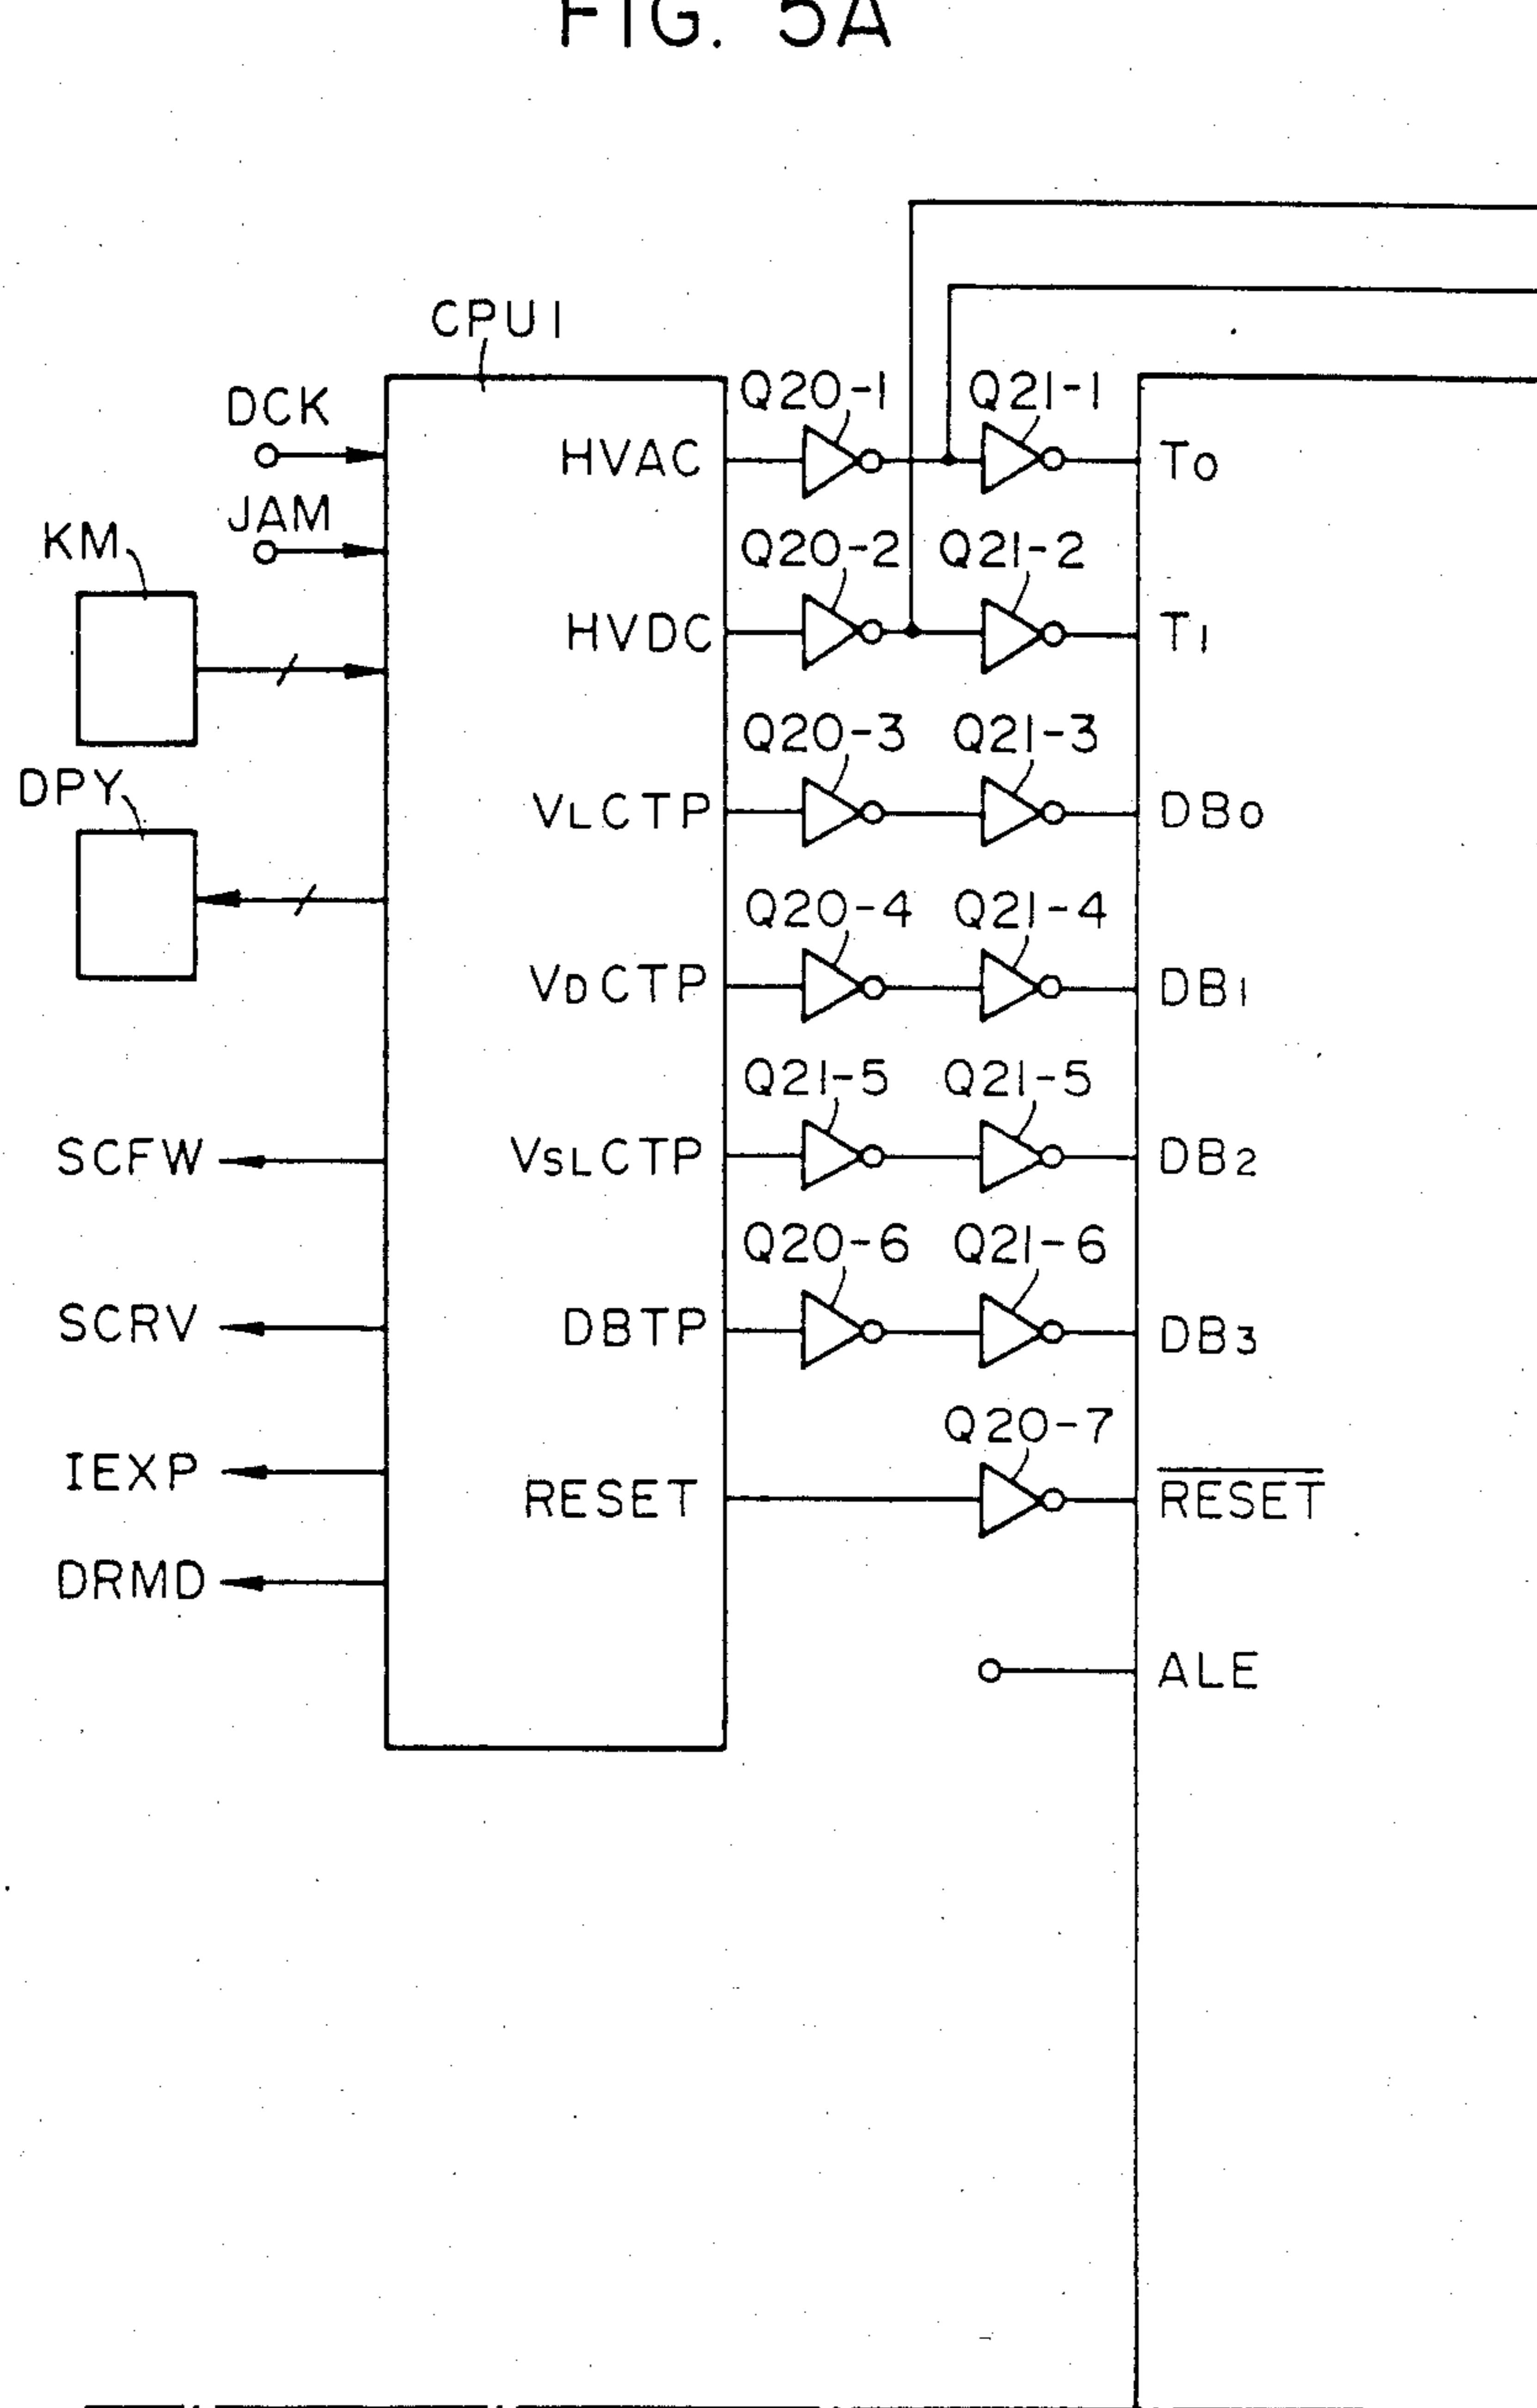 FIG. 5A
CPU1
DCK
JAM
KM
DPY
SCFW
SCRV
IEXP
DRMD
HVAC
Q20-1
Q21-1
T0
HVDC
Q20-2
Q21-2
T1
VLCTP
Q20-3
Q21-3
DB0
VDCTP
Q20-4
Q21-4
DB1
VSLCTP
Q21-5
Q21-5
DB2
DBTP
Q20-6
Q21-6
DB3
RESET
Q20-7
RESET
ALE